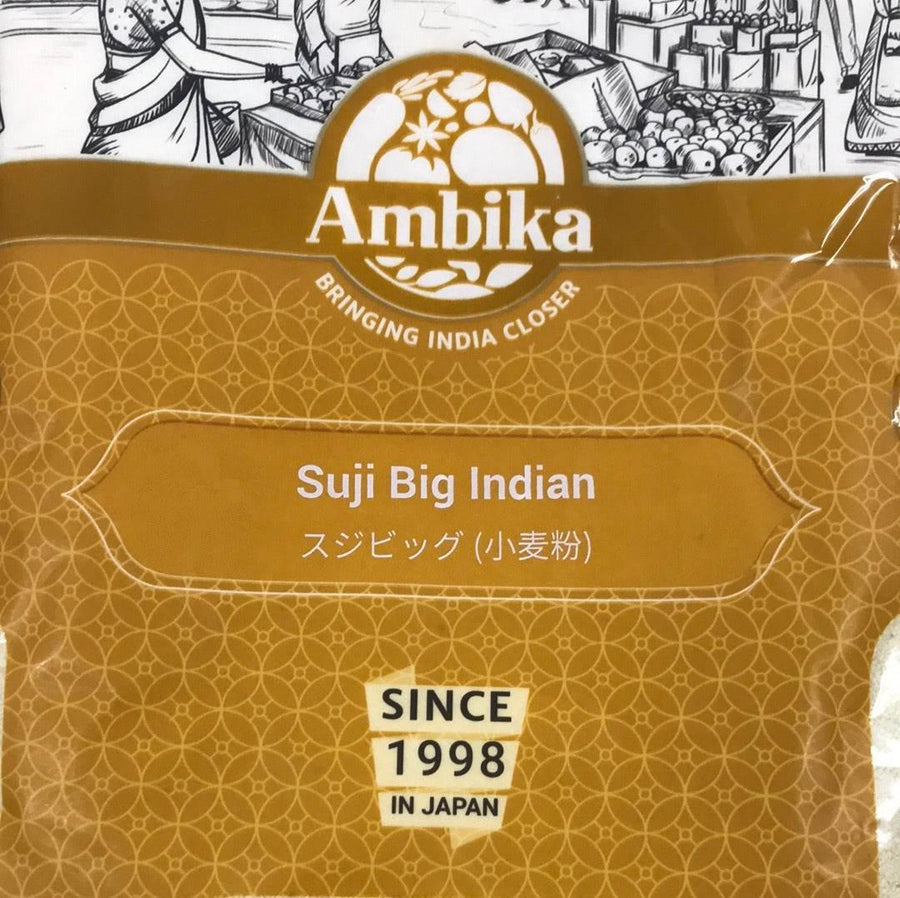 Ambika
BRINGING INDIA CLOSER
Suji Big Indian
スジビッグ (小麦粉)
SINCE
1998
IN JAPAN